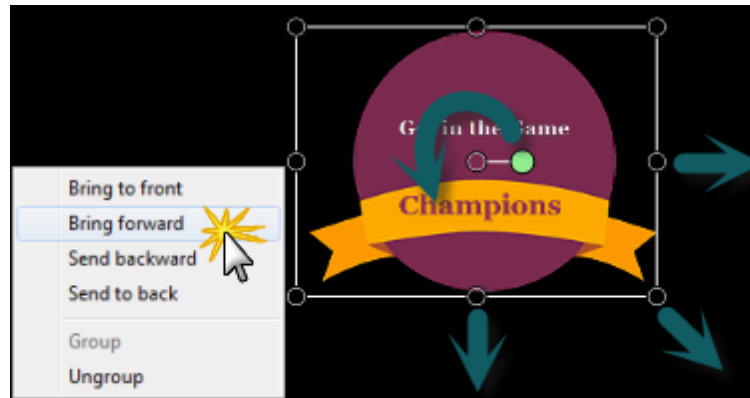 Get in the Game
Champions
Bring to front
Bring forward
Send backward
Send to back
Group
Ungroup